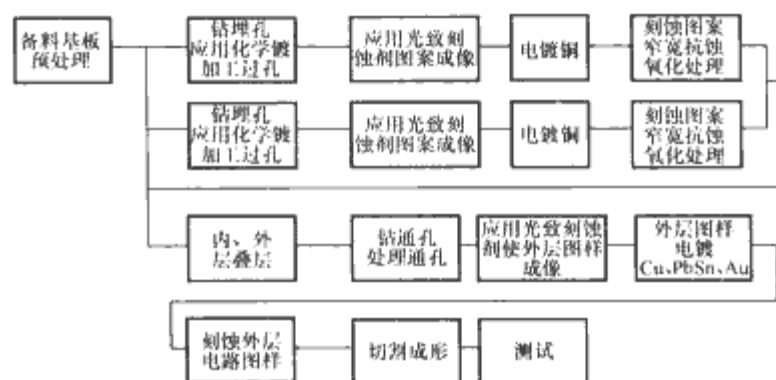 备料基板
预处理
钻埋孔
应用化学镀
加工过孔
应用光致刻
蚀剂图案成像
电镀铜
刻蚀图案
窄宽抗蚀
氧化处理
钻埋孔
应用化学镀
加工过孔
应用光致刻
蚀剂图案成像
电镀铜
刻蚀图案
窄宽抗蚀
氧化处理
内、外
层叠层
钻通孔
处理通孔
应用光致刻蚀
剂使外层图样
成像
外层图样
电镀
Cu、PbSn、Au
刻蚀外层
电路图样
切割成形
测试